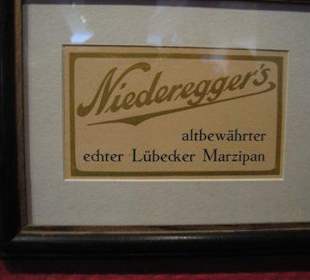 Niederegger's
altbewährter
echter Lübecker Marzipan